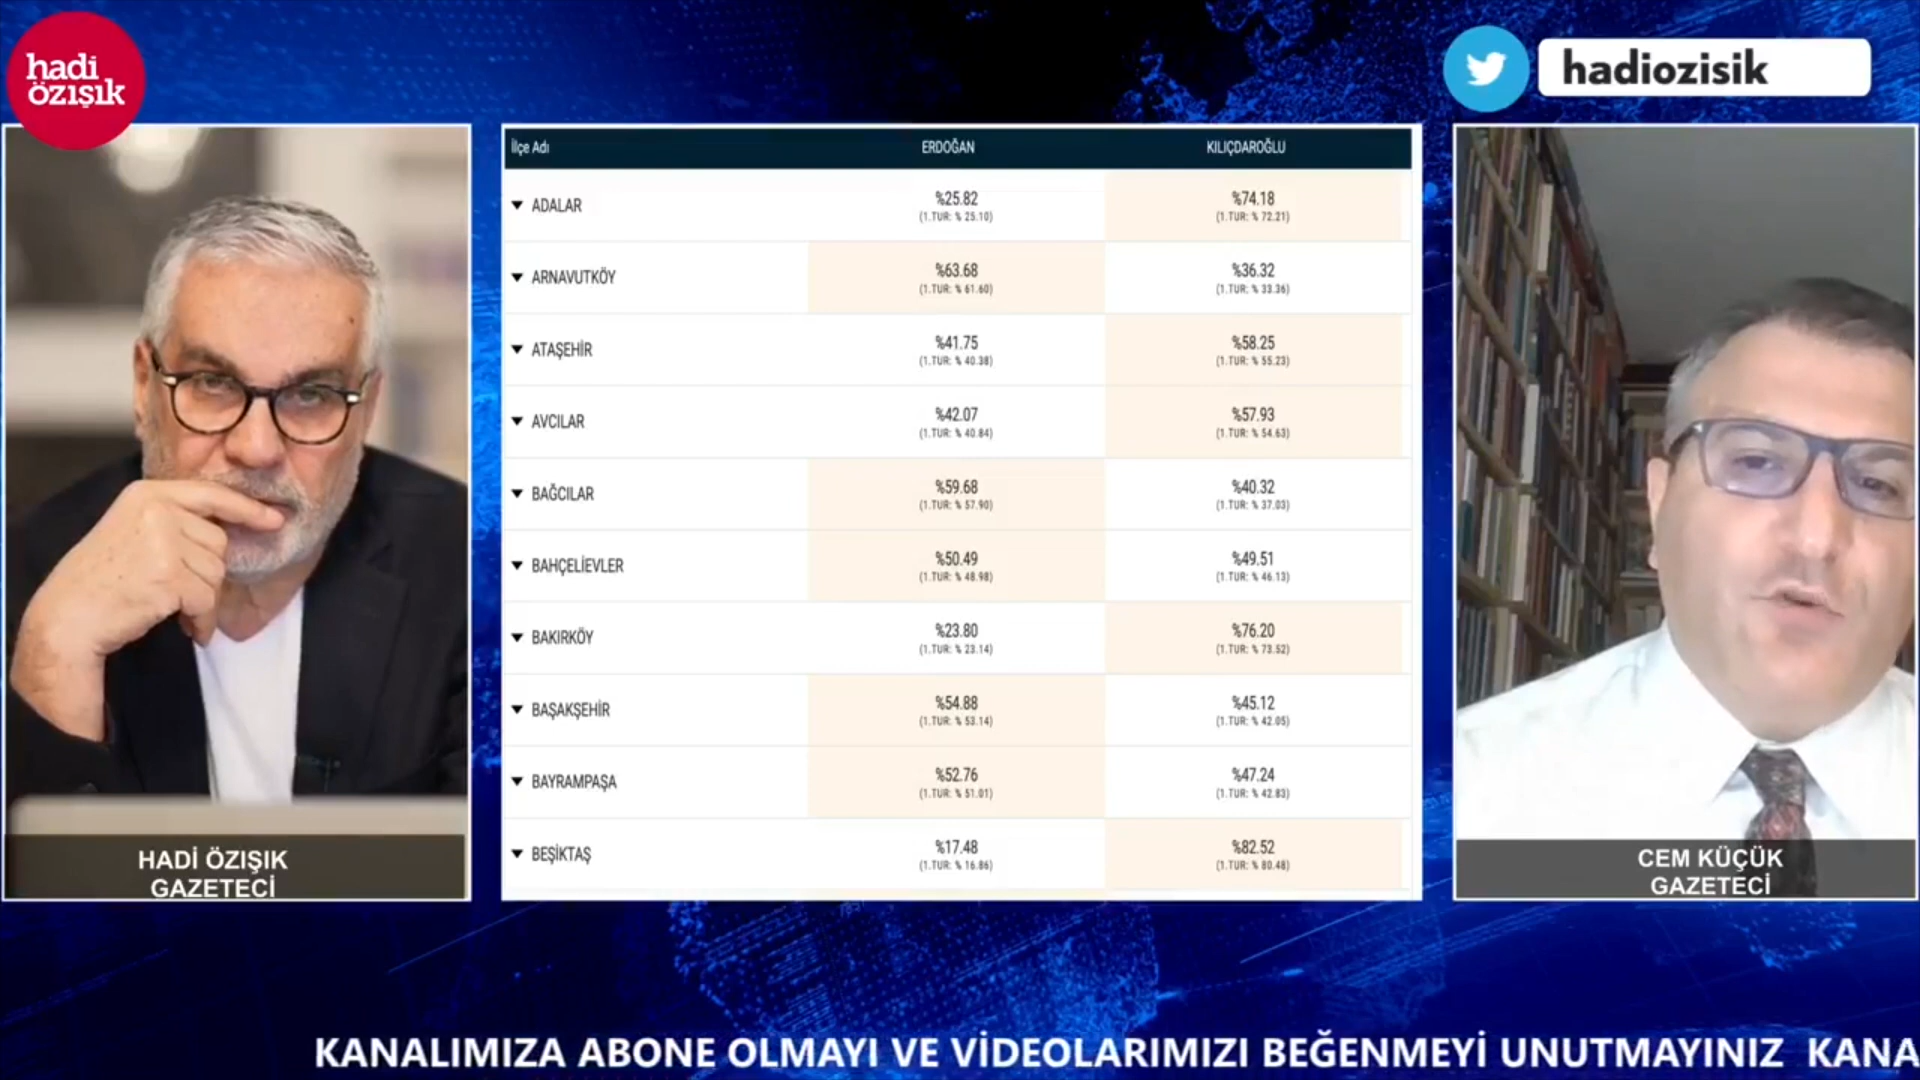 hadi
özışık
hadiozisik
İlçe Adı ERDOĞAN KILIÇDAROĞLU
ADALAR %25.82 %74.18
(1.TUR: % 25.10) (1.TUR: % 72.21)
ARNAVUTKÖY %63.68 %36.32
(1.TUR: % 61.60) (1.TUR: % 33.36)
ATAŞEHİR %41.75 %58.25
(1.TUR: % 40.38) (1.TUR: % 55.23)
AVCILAR %42.07 %57.93
(1.TUR: % 40.84) (1.TUR: % 54.63)
BAĞCILAR %59.68 %40.32
(1.TUR: % 57.90) (1.TUR: % 37.03)
BAHÇELİEVLER %50.49 %49.51
(1.TUR: % 48.98) (1.TUR: % 46.13)
BAKIRKÖY %23.80 %76.20
(1.TUR: % 23.14) (1.TUR: % 73.52)
BAŞAKŞEHİR %54.88 %45.12
(1.TUR: % 53.14) (1.TUR: % 42.05)
BAYRAMPAŞA %52.76 %47.24
(1.TUR: % 51.01) (1.TUR: % 42.83)
BEŞİKTAŞ %17.48 %82.52
(1.TUR: % 16.86) (1.TUR: % 80.48)
HADİ ÖZIŞIK
GAZETECİ
CEM KÜÇÜK
GAZETECİ
KANALIMIZA ABONE OLMAYI VE VİDEOLARIMIZI BEĞENMEYİ UNUTMAYINIZ KANA